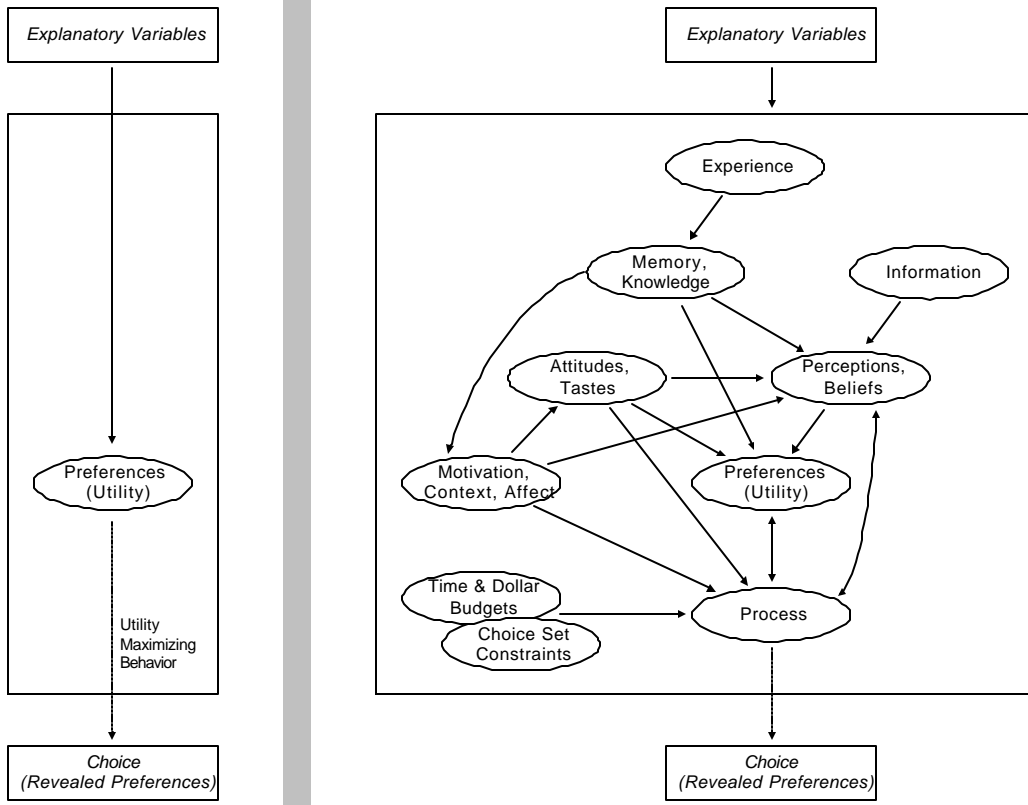 Explanatory Variables
Preferences
(Utility)
Utility
Maximizing
Behavior
Choice
(Revealed Preferences)
Explanatory Variables
Experience
Memory,
Knowledge
Information
Attitudes,
Tastes
Perceptions,
Beliefs
Motivation,
Context, Affect
Preferences
(Utility)
Time & Dollar
Budgets
Choice Set
Constraints
Process
Choice
(Revealed Preferences)